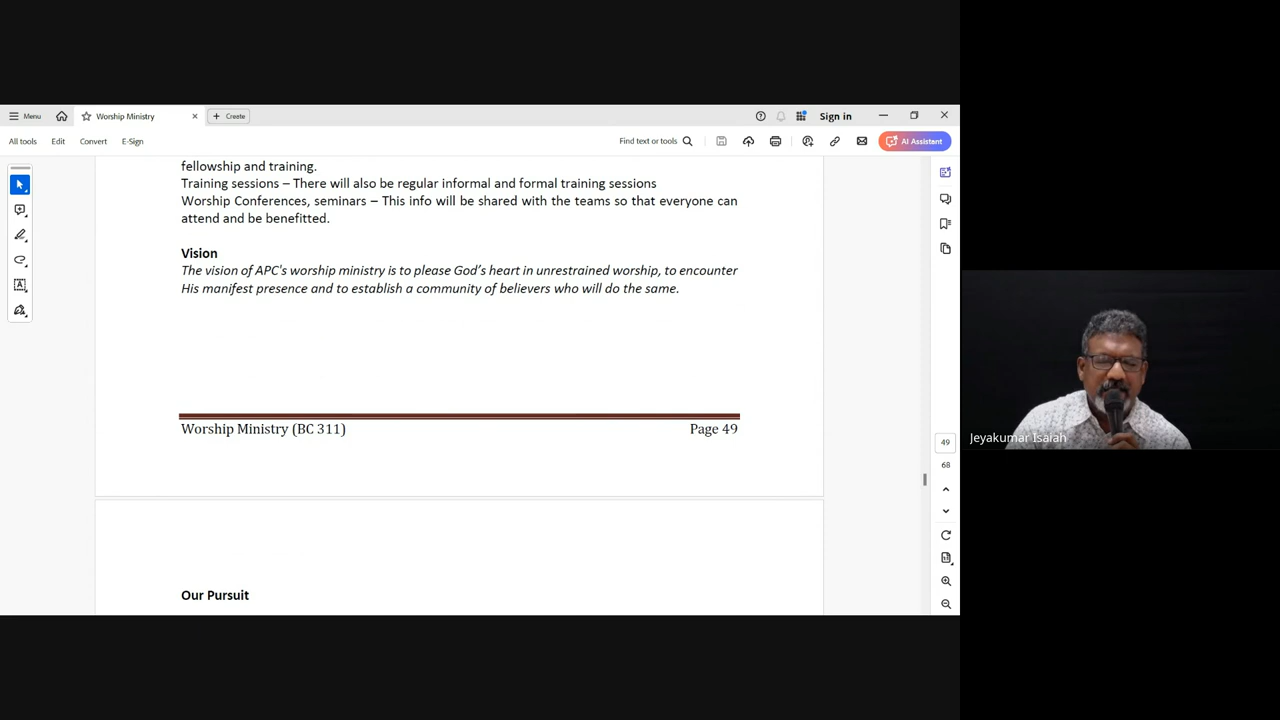 Menu
Worship Ministry
Create
Sign in
All tools
Edit
Convert
E-Sign
Find text or tools
AI Assistant
fellowship and training.
Training sessions – There will also be regular informal and formal training sessions
Worship Conferences, seminars – This info will be shared with the teams so that everyone can
attend and be benefitted.
Vision
The vision of APC's worship ministry is to please God’s heart in unrestrained worship, to encounter
His manifest presence and to establish a community of believers who will do the same.
Worship Ministry (BC 311)
Page 49
Our Pursuit
49
68
Jeyakumar Isaiah